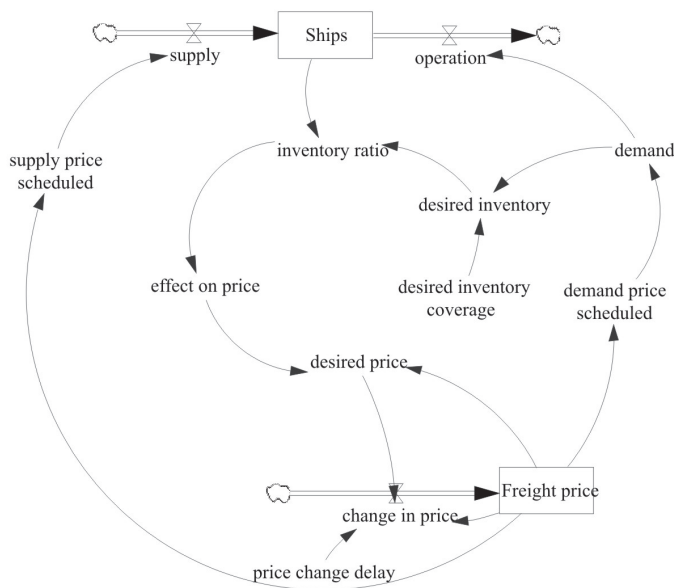 Ships
supply
operation
inventory ratio
demand
supply price
scheduled
desired inventory
effect on price
desired inventory
coverage
demand price
scheduled
desired price
Freight price
change in price
price change delay